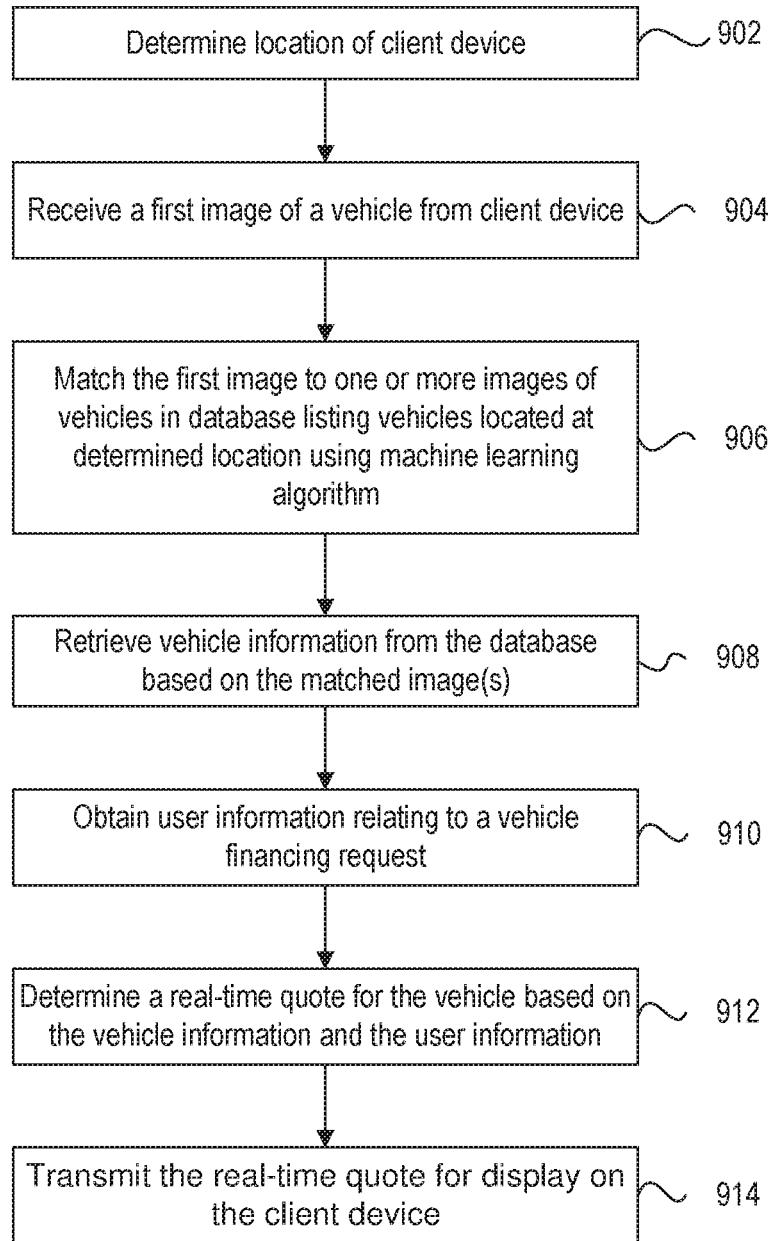 Determine location of client device
902
Receive a first image of a vehicle from client device
904
Match the first image to one or more images of
vehicles in database listing vehicles located at
determined location using machine learning
algorithm
906
Retrieve vehicle information from the database
based on the matched image(s)
908
Obtain user information relating to a vehicle
financing request
910
Determine a real-time quote for the vehicle based on
the vehicle information and the user information
912
Transmit the real-time quote for display on
the client device
914